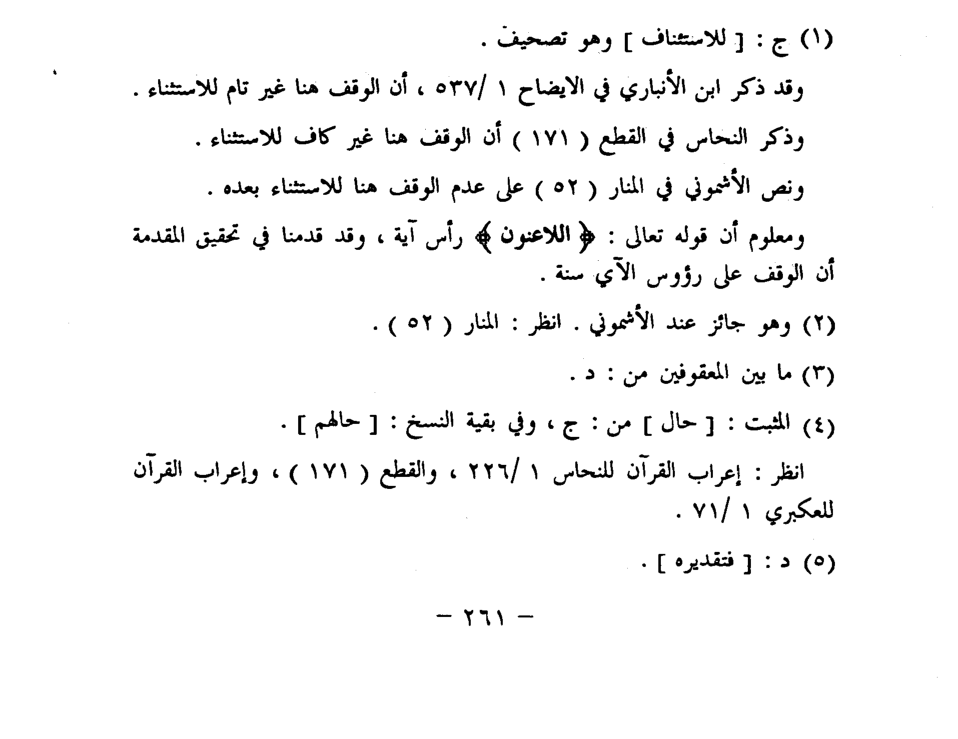 (١) ج : [ للاستئناف ] وهو تصحيف .
وقد ذكر ابن الأنباري في الايضاح ١ /٥٣٧ ، أن الوقف هنا غير تام للاستثناء .
وذكر النحاس في القطع ( ١٧١ ) أن الوقف هنا غير كاف للاستثناء .
ونص الأشموني في المنار ( ٥٢ ) على عدم الوقف هنا للاستثناء بعده .
ومعلوم أن قوله تعالى : ﴿ اللاعنون ﴾ رأس آية ، وقد قدمنا في تحقيق المقدمة
أن الوقف على رؤوس الآي سنة .
(٢) وهو جائز عند الأشموني . انظر : المنار ( ٥٢ ) .
(٣) ما بين المعقوفين من : د .
(٤) المثبت : [ حال ] من : ج ، وفي بقية النسخ : [ حالهم ] .
انظر : إعراب القرآن للنحاس ١ /٢٢٦ ، والقطع ( ١٧١ ) ، وإعراب القرآن
للعكبري ١ /٧١ .
(٥) د : [ فتقديره ] .
– ٢٦١ –